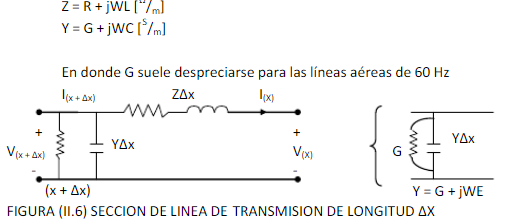 Z = R + jWL [Ω/m]
Y = G + jWC [S/m]
En donde G suele despreciarse para las líneas aéreas de 60 Hz
I(x + Δx) ZΔx I(x)
+ + 
YΔx G YΔx
V(x + Δx) V(x)
- -
(x + Δx) Y = G + jWE
FIGURA (II.6) SECCION DE LINEA DE TRANSMISION DE LONGITUD ΔX